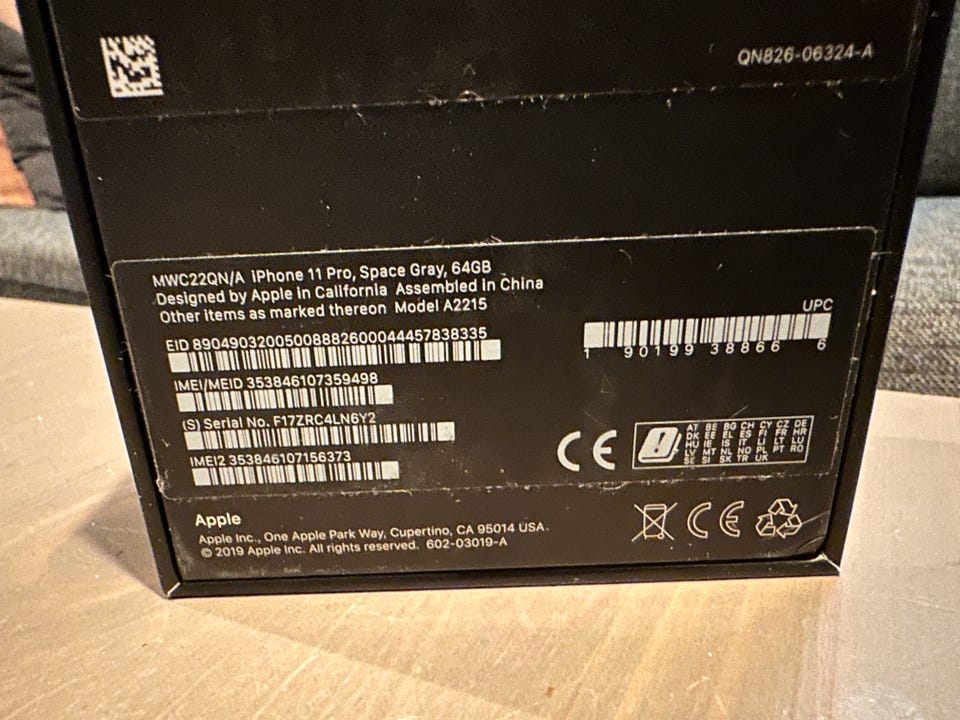 QN826-06324-A
MWC22QN/A iPhone 11 Pro, Space Gray, 64GB
Designed by Apple in California Assembled in China
Other items as marked thereon Model A2215
UPC
EID 89049032005008882600044457838335
1 90199 38866 6
IMEI/MEID 353846107359498
(S) Serial No. F17ZRC4LN6Y2
IMEI2 353846107156373
CE
AT BE BG CH CY CZ DE
DK EE EL ES FI FR HR
HU IE IS IT LI LT LU
LV MT NL NO PL PT RO
SE SI SK TR UK
Apple
Apple Inc., One Apple Park Way, Cupertino, CA 95014 USA.
© 2019 Apple Inc. All rights reserved. 602-03019-A
CE